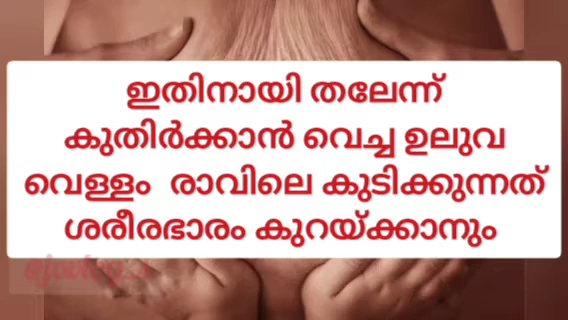 ഇതിനായി തലേന്ന്
കുതിർക്കാൻ വെച്ച ഉലുവ
വെള്ളം രാവിലെ കുടിക്കുന്നത്
ശരീരഭാരം കുറയ്ക്കാനും